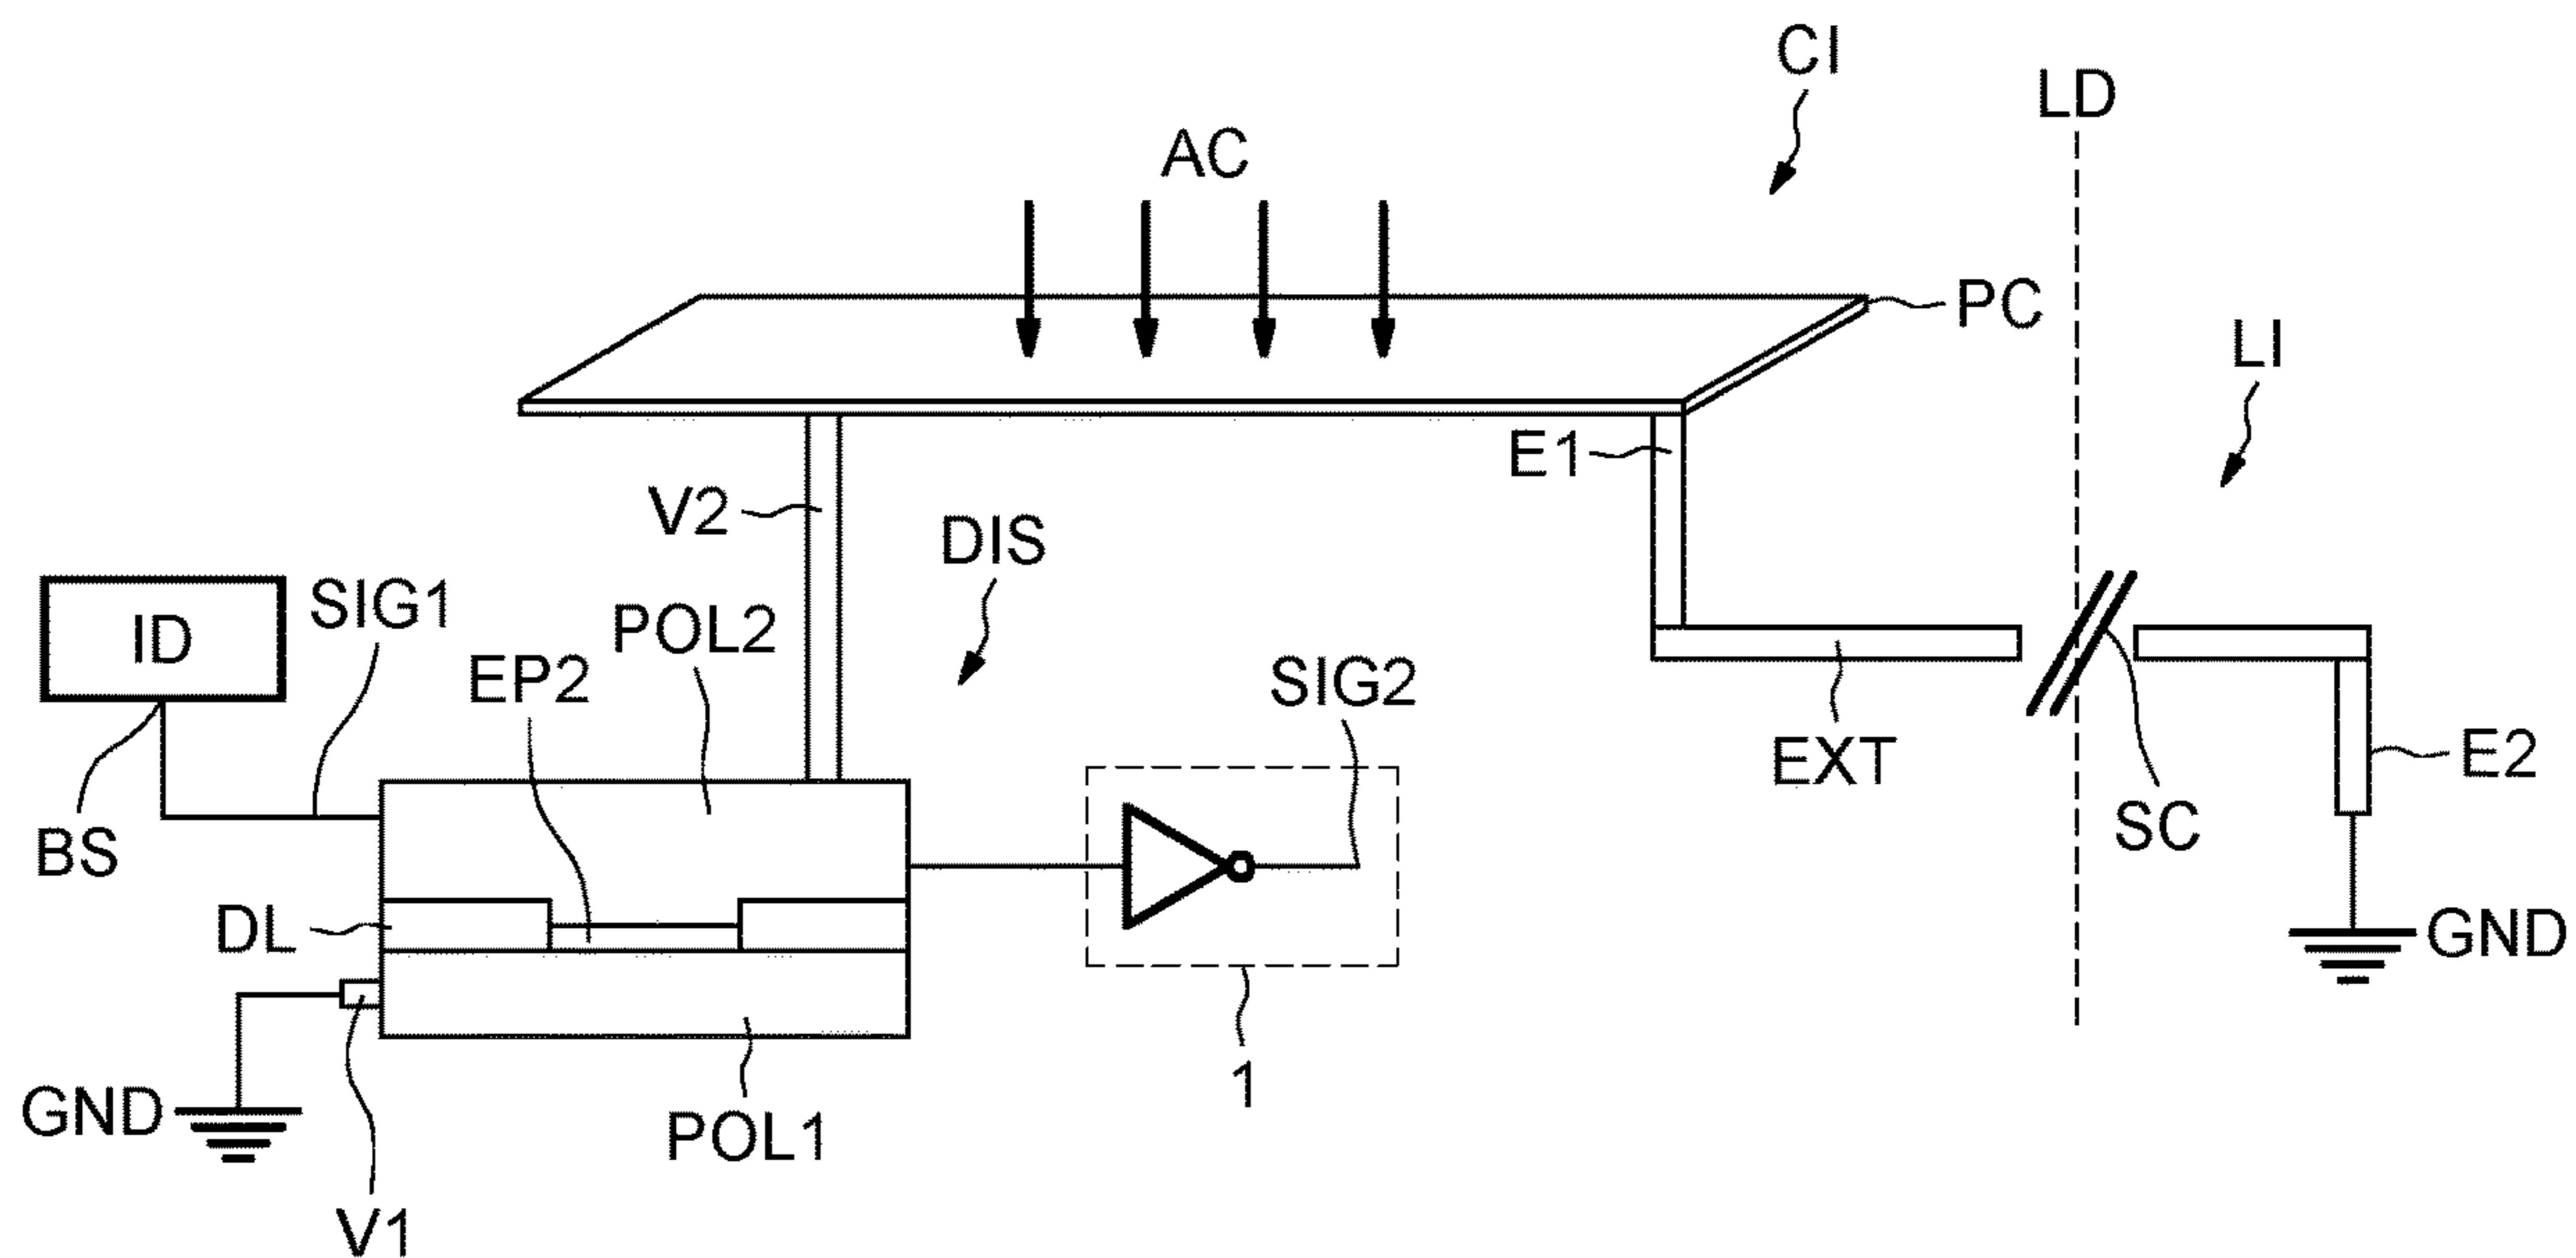 CI
LD
AC
PC
LI
E1
V2
DIS
SIG1
ID
POL2
EP2
SIG2
EXT
E2
SC
BS
DL
GND
1
GND
POL1
V1